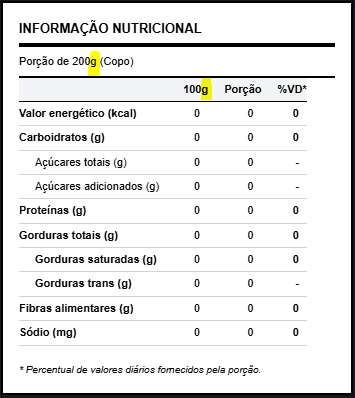 INFORMAÇÃO NUTRICIONAL
Porção de 200g (Copo)
100g Porção %VD*
Valor energético (kcal) 0 0 0
Carboidratos (g) 0 0 0
Açúcares totais (g) 0 0 -
Açúcares adicionados (g) 0 0 -
Proteínas (g) 0 0 0
Gorduras totais (g) 0 0 0
Gorduras saturadas (g) 0 0 0
Gorduras trans (g) 0 0 -
Fibras alimentares (g) 0 0 0
Sódio (mg) 0 0 0
* Percentual de valores diários fornecidos pela porção.